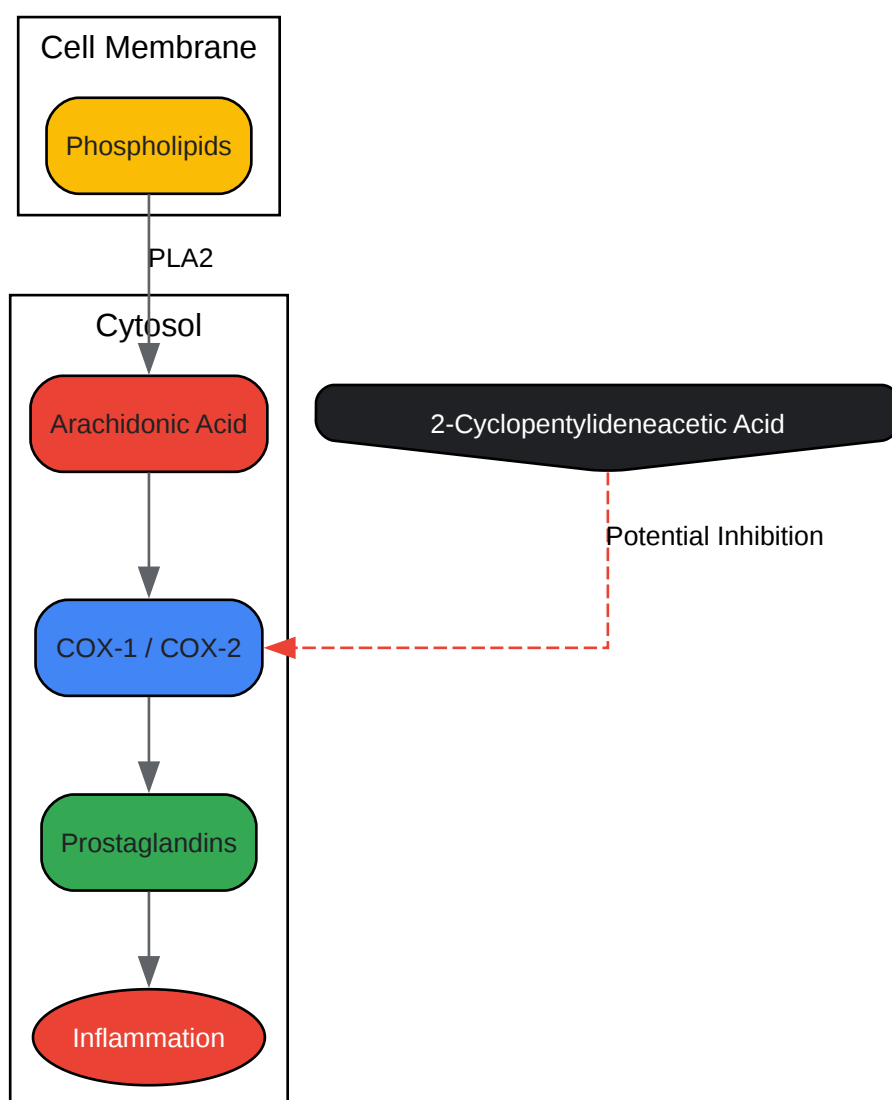 Cell Membrane
Phospholipids
PLA2
Cytosol
Arachidonic Acid
2-Cyclopentylideneacetic Acid
Potential Inhibition
COX-1 / COX-2
Prostaglandins
Inflammation